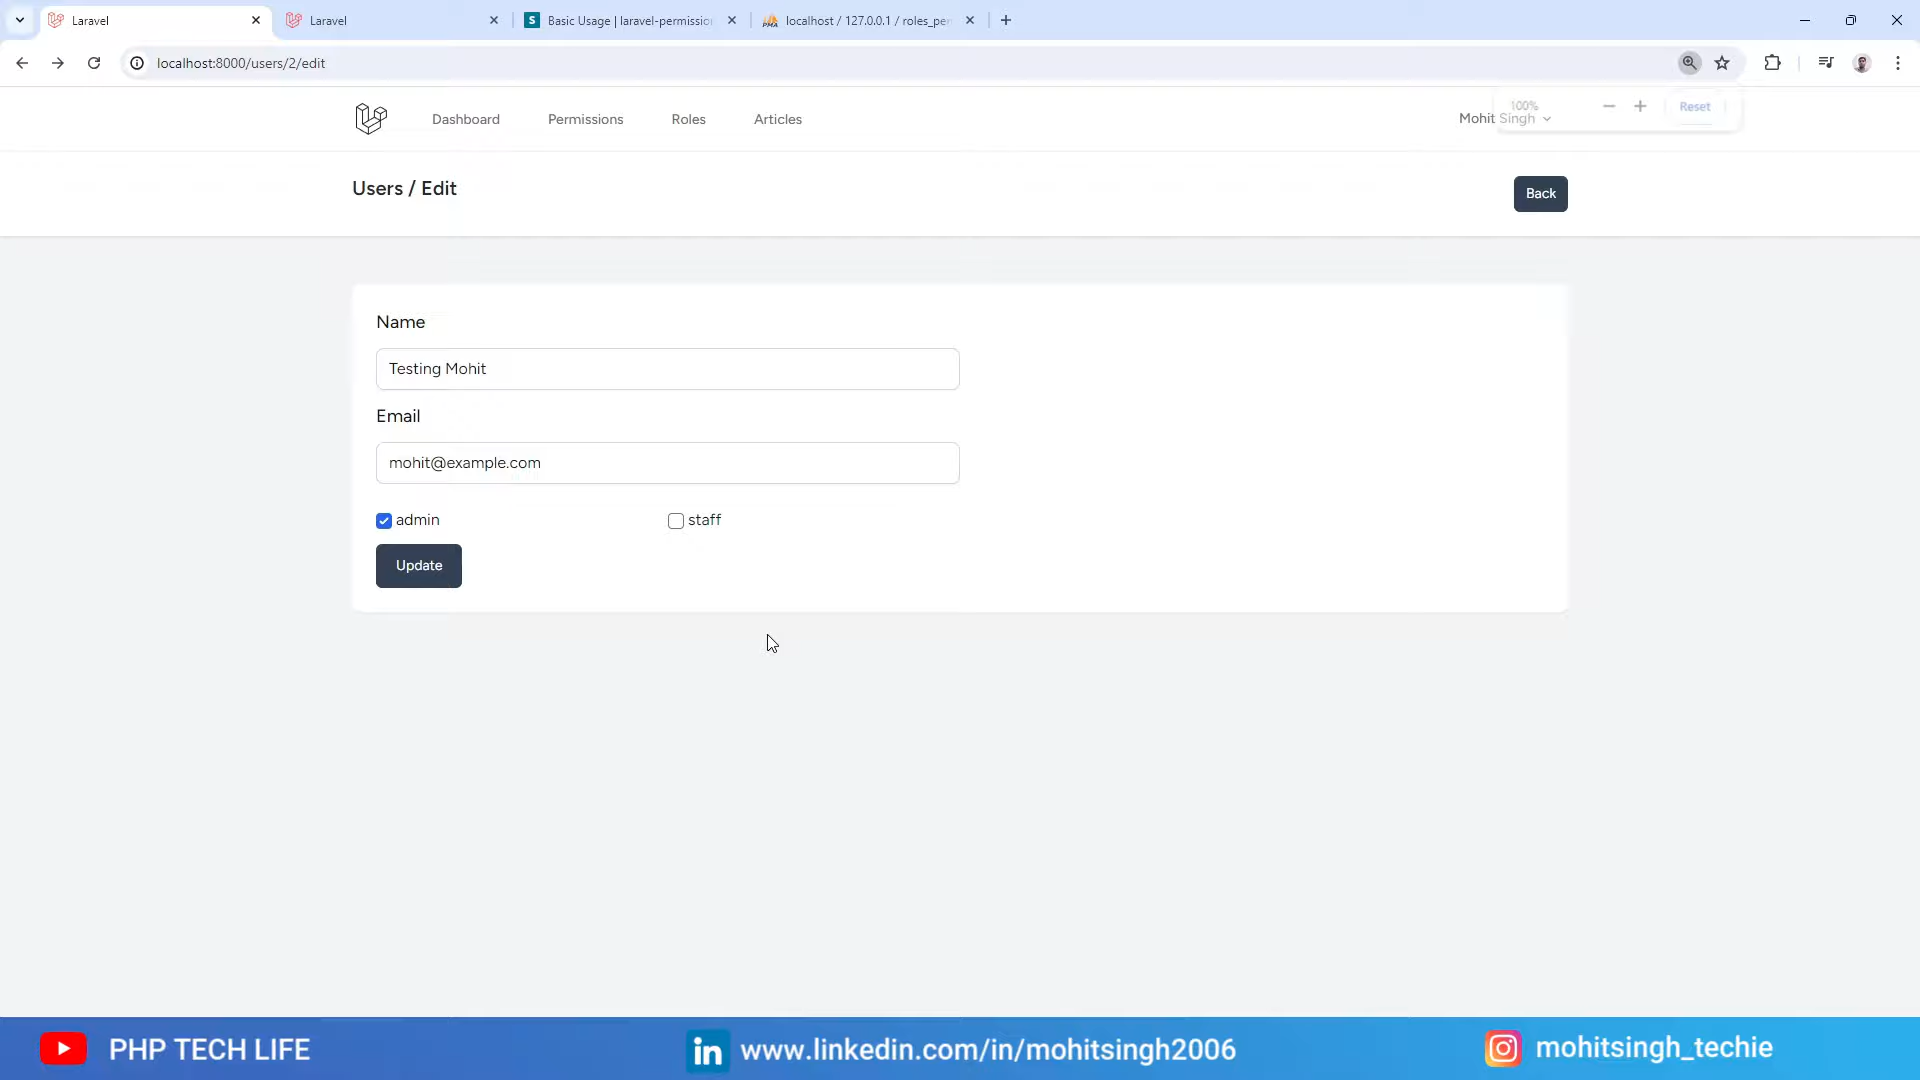 Laravel
Laravel
Basic Usage | laravel-permissio
localhost / 127.0.0.1 / roles_per
localhost:8000/users/2/edit
Dashboard
Permissions
Roles
Articles
Mohit Singh
100%
Reset
Users / Edit
Back
Name
Testing Mohit
Email
mohit@example.com
admin
staff
Update
PHP TECH LIFE
in
www.linkedin.com/in/mohitsingh2006
mohitsingh_techie